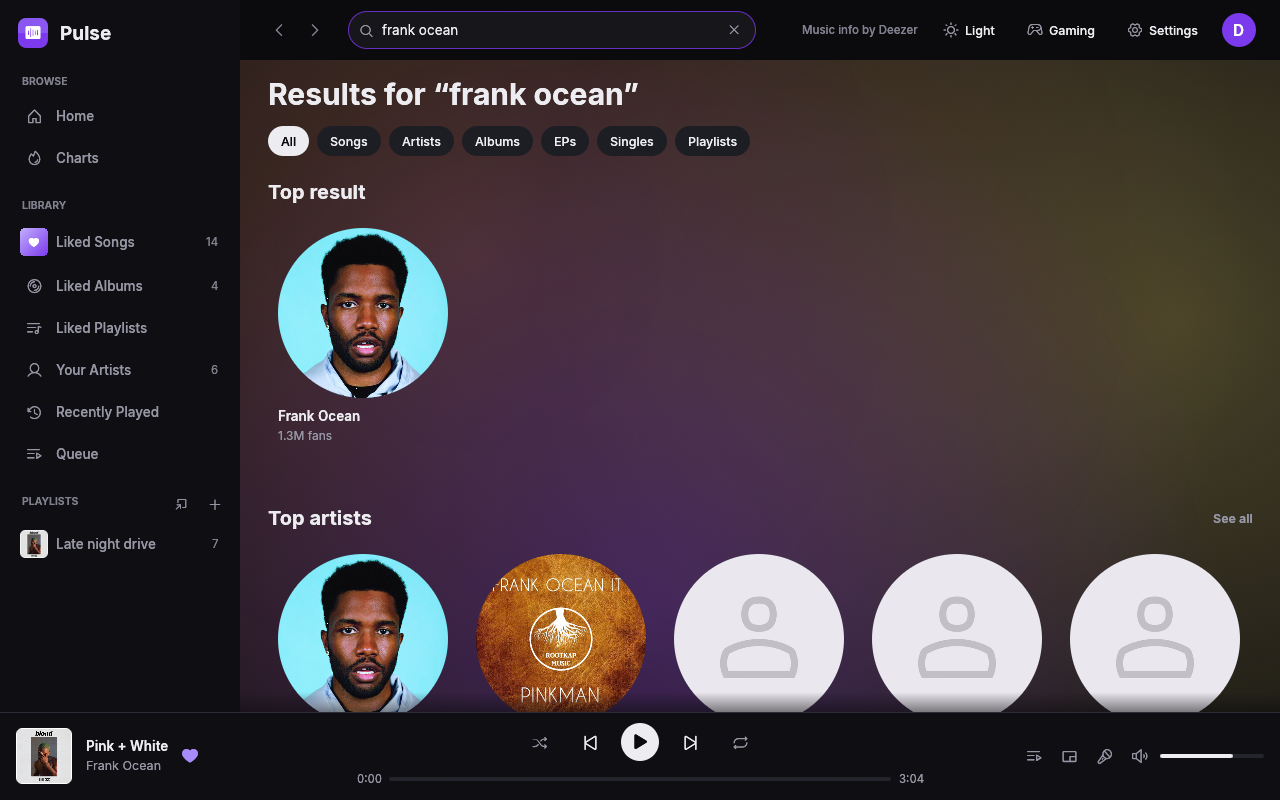 Pulse
frank ocean
Music info by Deezer
Light
Gaming
Settings
D
BROWSE
Home
Charts
LIBRARY
Liked Songs 14
Liked Albums 4
Liked Playlists
Your Artists 6
Recently Played
Queue
PLAYLISTS
Late night drive 7
Results for “frank ocean”
All
Songs
Artists
Albums
EPs
Singles
Playlists
Top result
Frank Ocean
1.3M fans
Top artists
See all
FRANK OCEAN IT
ROOTKAP
MUSIC
PINKMAN
blond
Pink + White
Frank Ocean
0:00
3:04